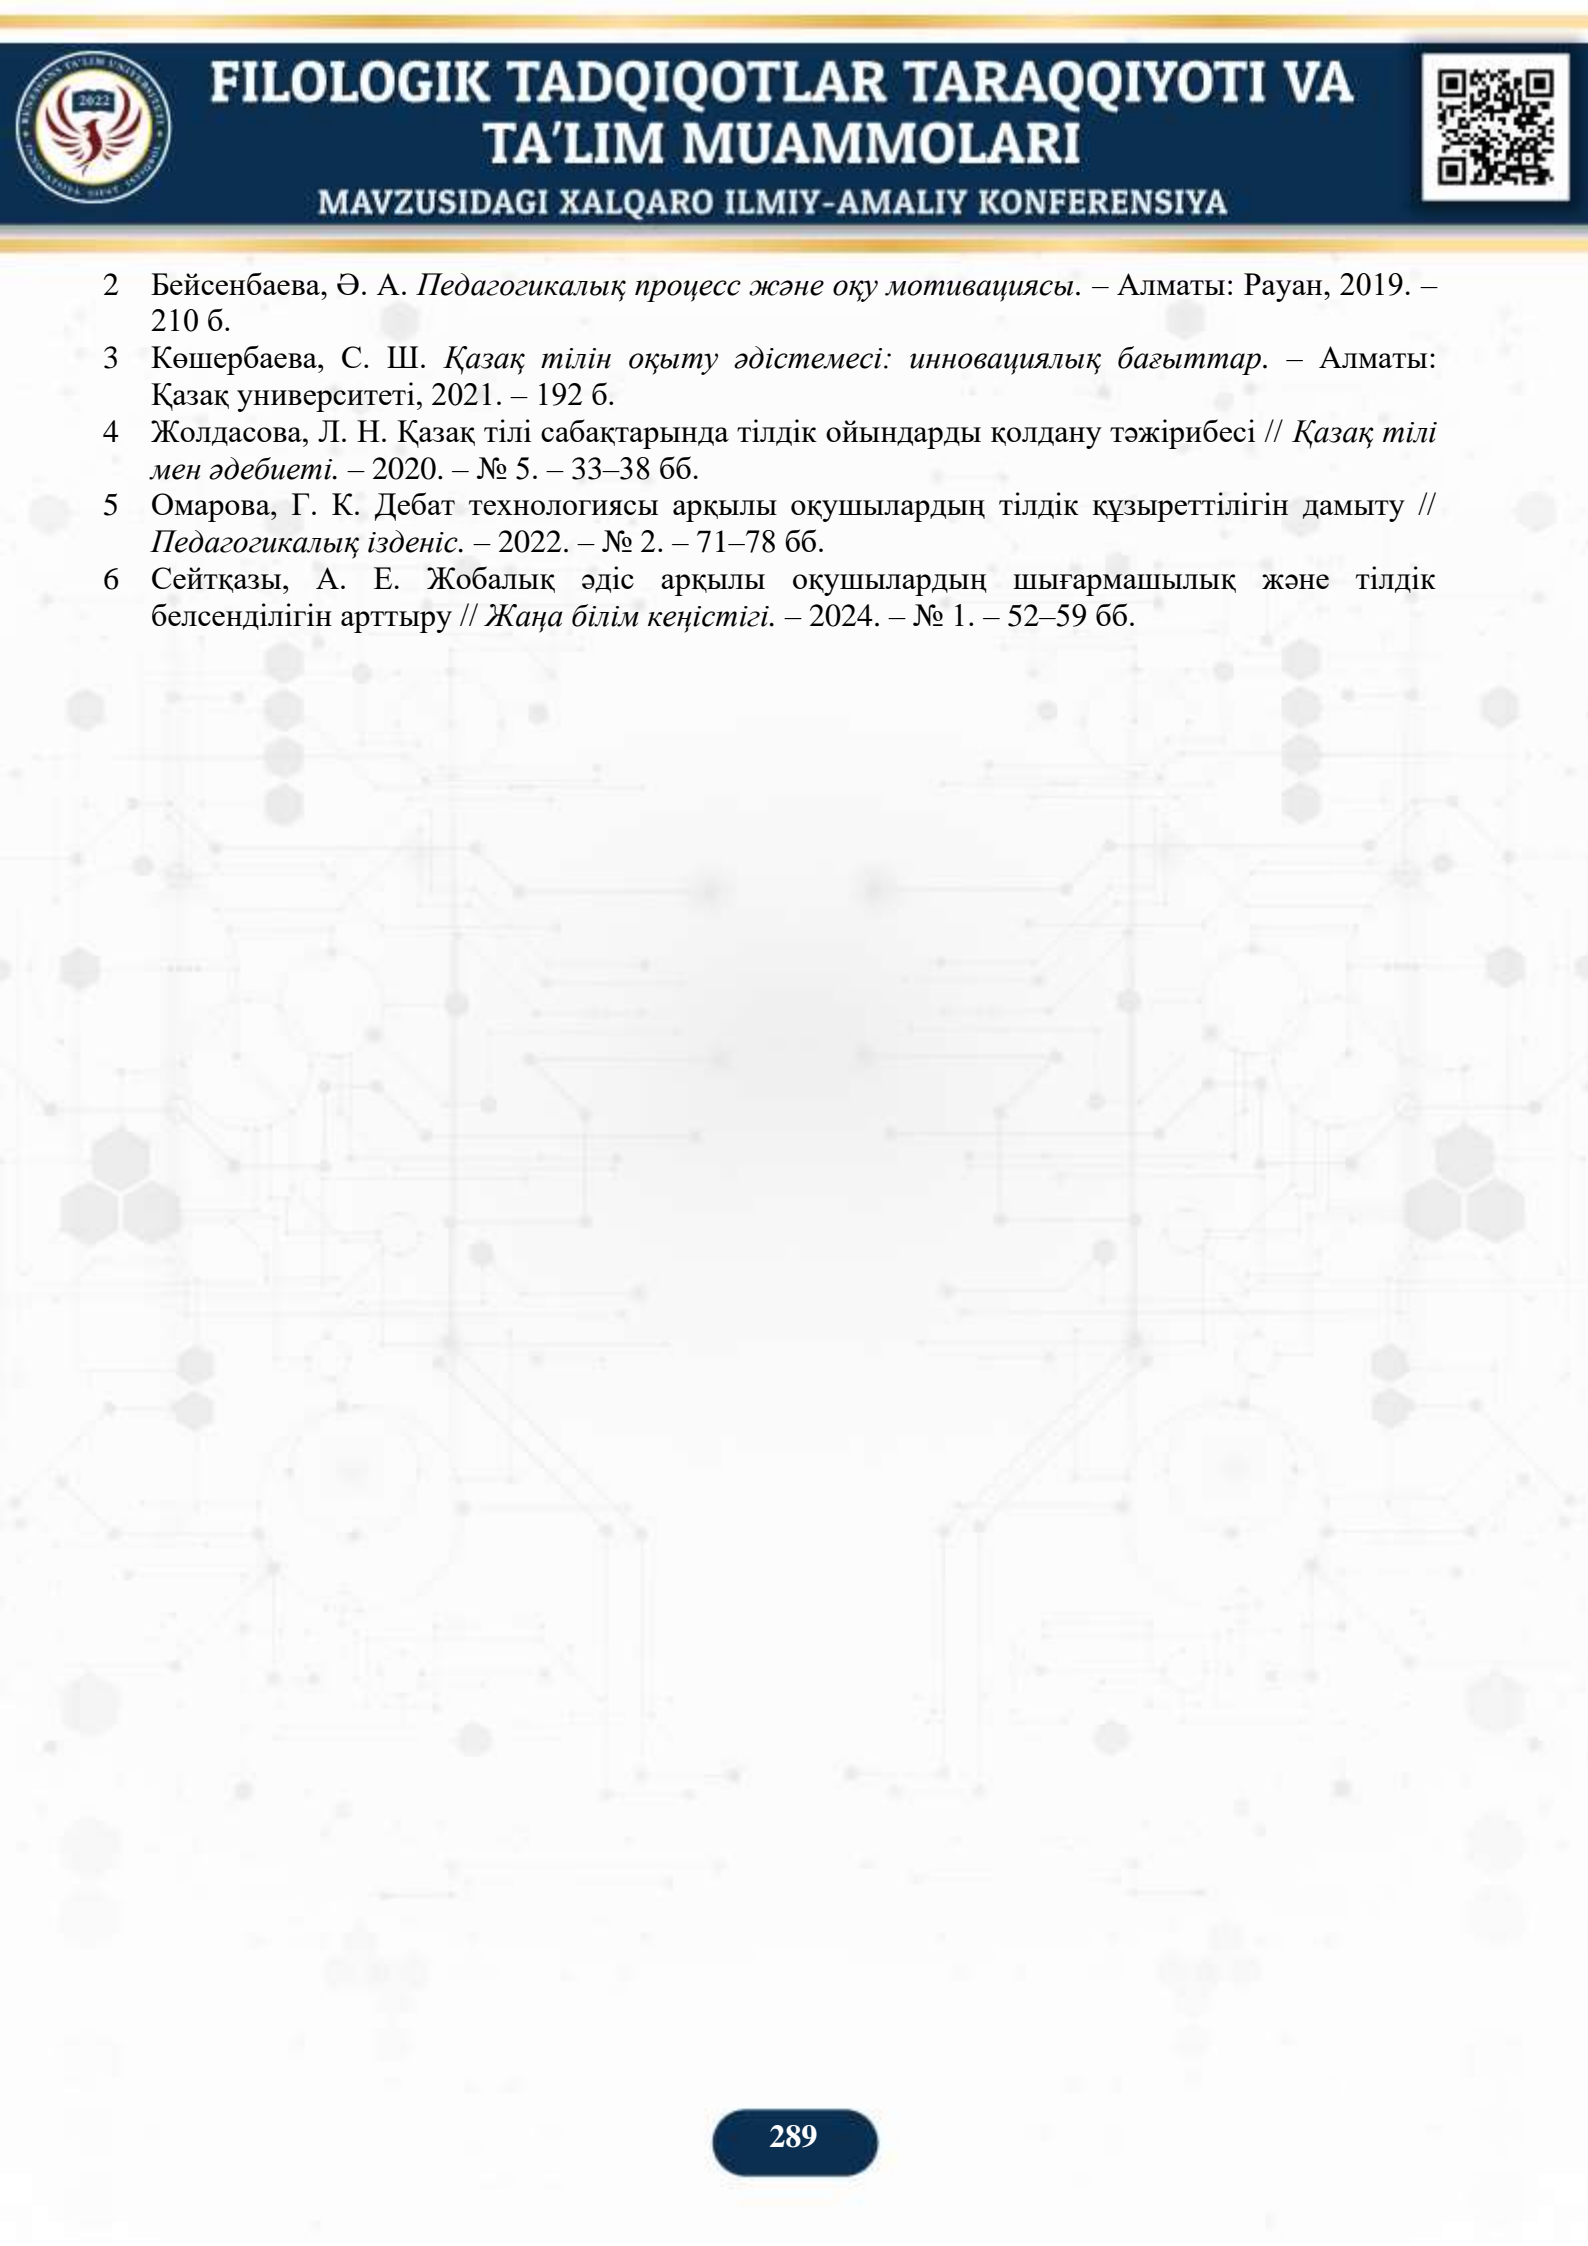 FILOLOGIK TADQIQOTLAR TARAQQIYOTI VA
TA’LIM MUAMMOLARI
MAVZUSIDAGI XALQARO ILMIY-AMALIY KONFERENSIYA
2022
2 Бейсенбаева, Ә. А. Педагогикалық процесс және оқу мотивациясы. – Алматы: Рауан, 2019. –
210 б.
3 Көшербаева, С. Ш. Қазақ тілін оқыту әдістемесі: инновациялық бағыттар. – Алматы:
Қазақ университеті, 2021. – 192 б.
4 Жолдасова, Л. Н. Қазақ тілі сабақтарында тілдік ойындарды қолдану тәжірибесі // Қазақ тілі
мен әдебиеті. – 2020. – № 5. – 33–38 бб.
5 Омарова, Г. К. Дебат технологиясы арқылы оқушылардың тілдік құзыреттілігін дамыту //
Педагогикалық ізденіс. – 2022. – № 2. – 71–78 бб.
6 Сейтқазы, А. Е. Жобалық әдіс арқылы оқушылардың шығармашылық және тілдік
белсенділігін арттыру // Жаңа білім кеңістігі. – 2024. – № 1. – 52–59 бб.
289